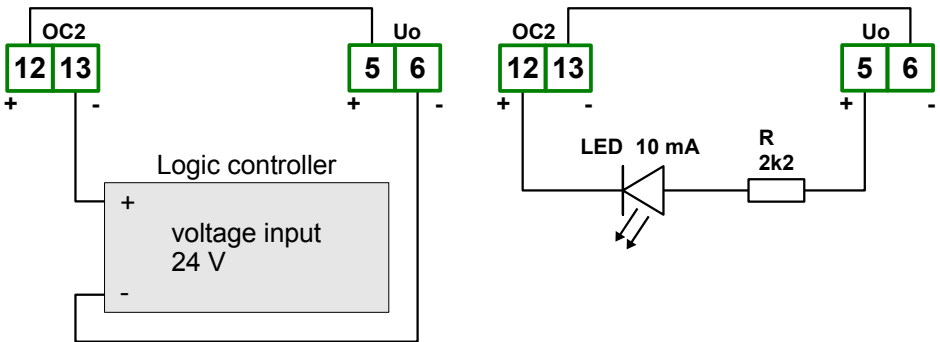 OC2
12 13
+ -
Uo
5 6
+ -
Logic controller
+
voltage input
24 V
-
OC2
12 13
+ -
Uo
5 6
+ -
LED 10 mA
R
2k2